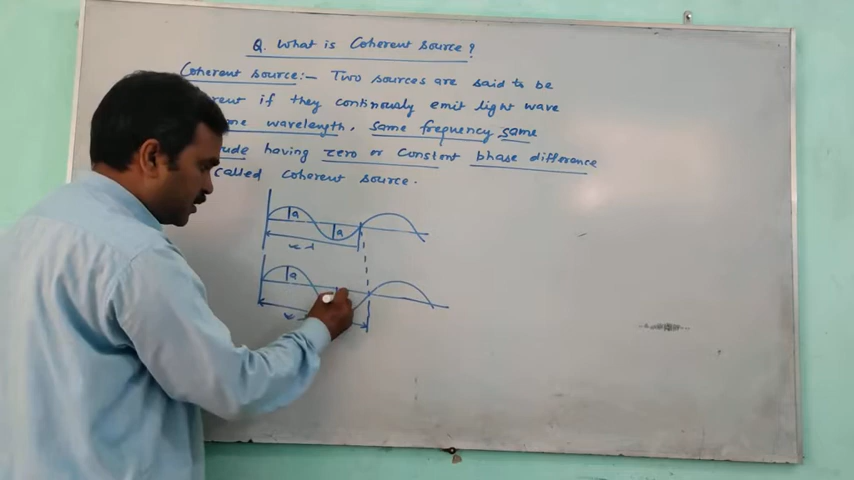 Q. What is Coherent source?
Coherent source:- Two sources are said to be
if they continously emit light wave
wavelength, same frequency same
having zero or constant phase difference
called coherent source.
a
a
λ
a